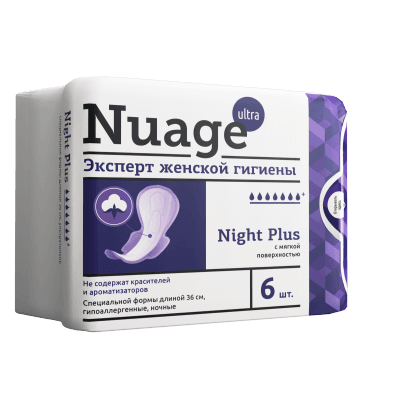 Nuage
ultra
Эксперт женской гигиены
Night Plus
с мягкой
поверхностью
Не содержат красителей
и ароматизаторов
Специальной формы длиной 36 см,
гипоаллергенные, ночные
6 шт.
Night Plus